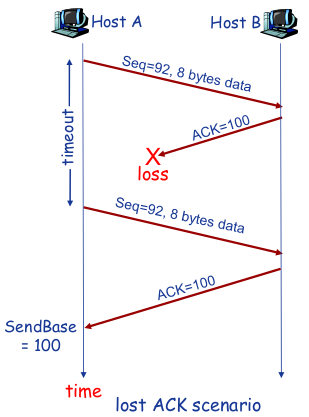 Host A
Host B
Seq=92, 8 bytes data
timeout
ACK=100
X
loss
Seq=92, 8 bytes data
ACK=100
SendBase
= 100
time
lost ACK scenario